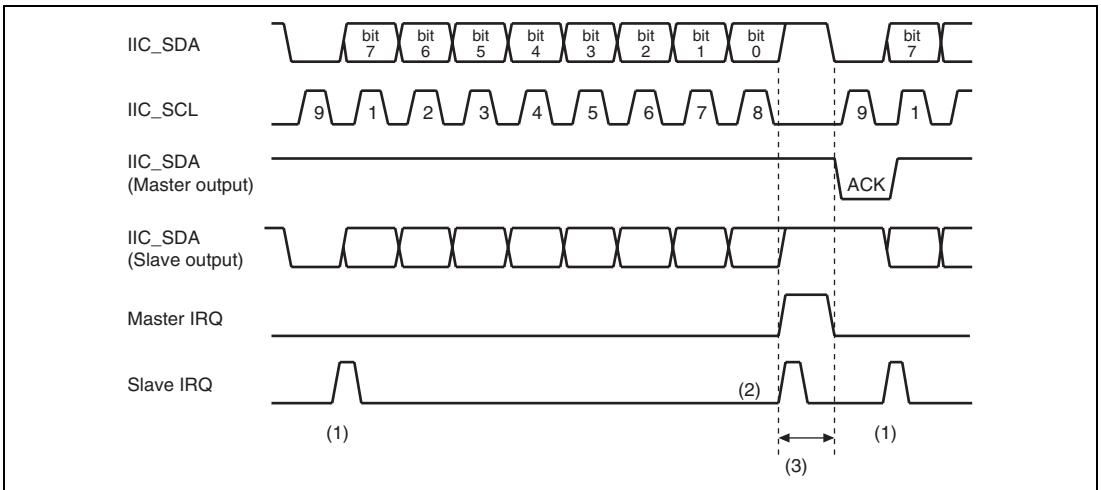 IIC_SDA
bit 7 bit 6 bit 5 bit 4 bit 3 bit 2 bit 1 bit 0 bit 7
IIC_SCL
9 1 2 3 4 5 6 7 8 9 1
IIC_SDA
(Master output)
ACK
IIC_SDA
(Slave output)
Master IRQ
Slave IRQ
(2)
(1) (1)
(3)